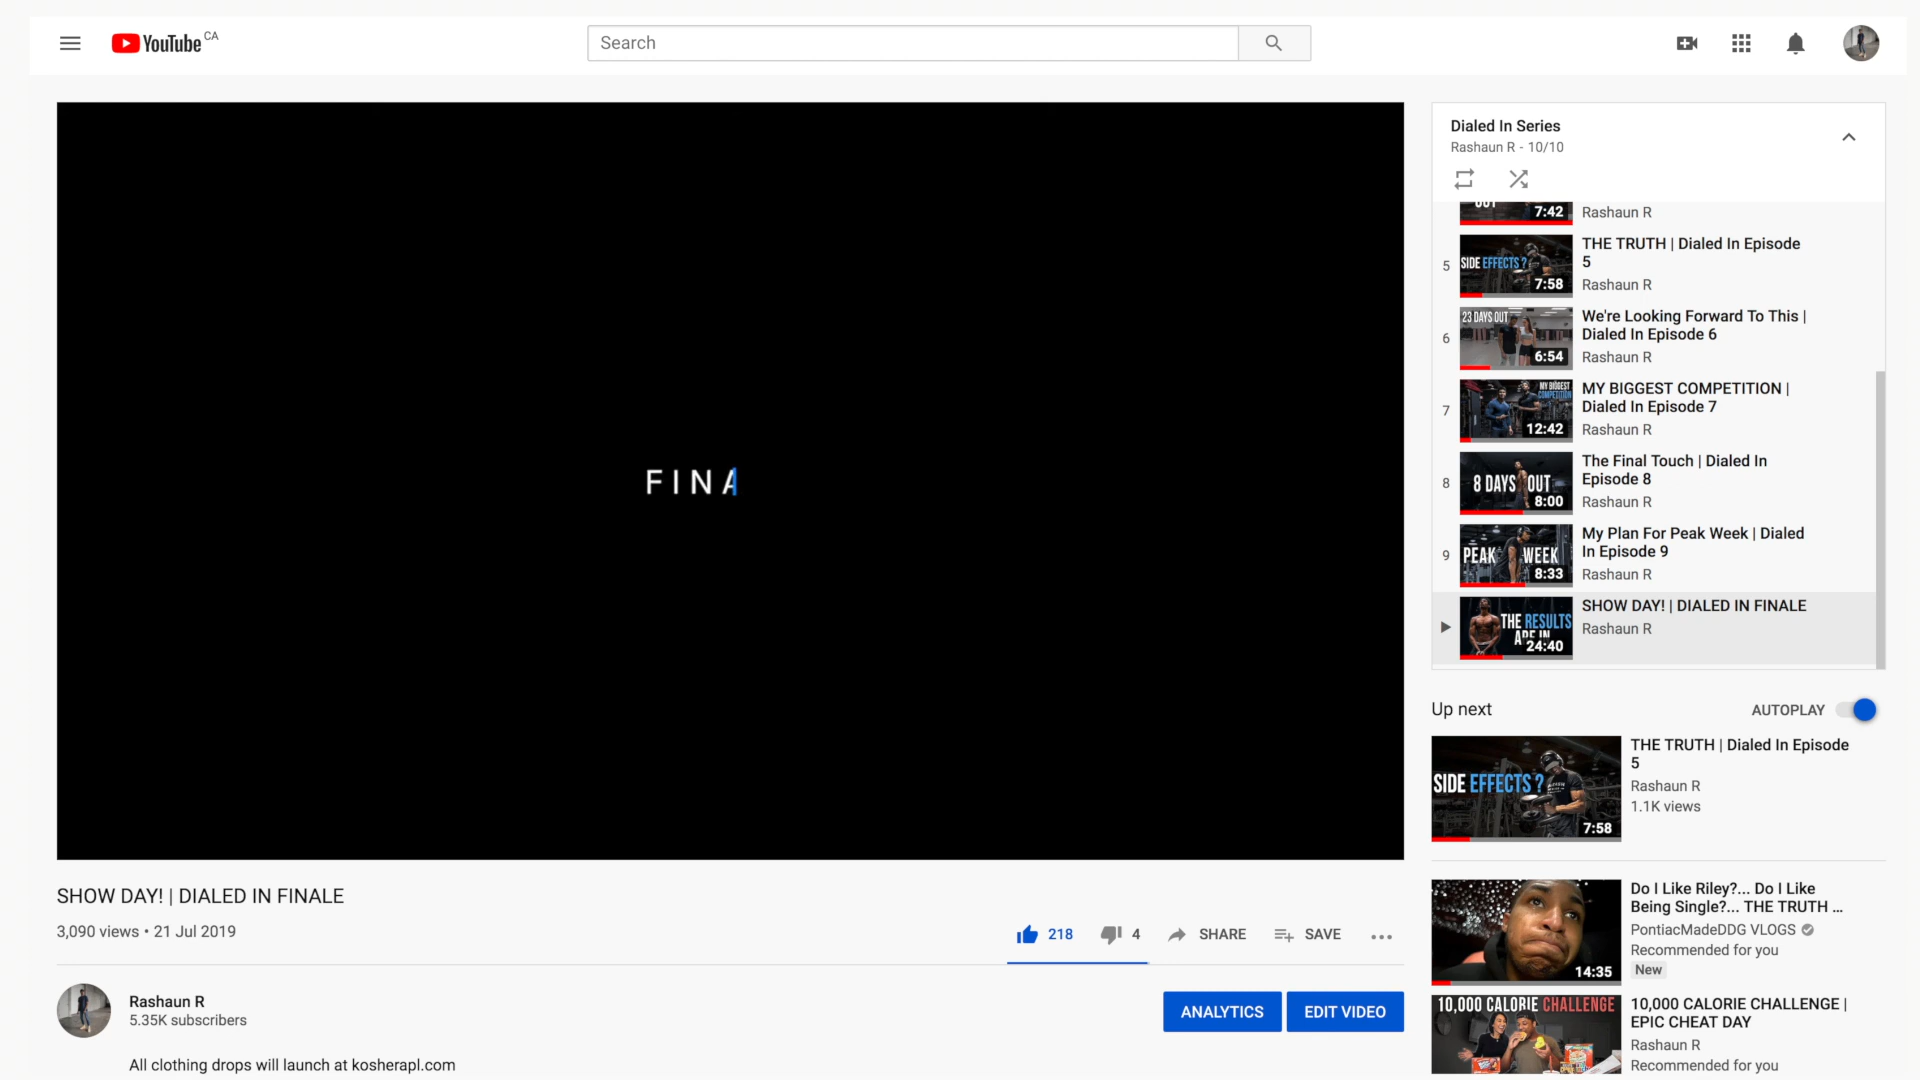 YouTube CA
Search
FINA
SHOW DAY! | DIALED IN FINALE
3,090 views • 21 Jul 2019
218
4
SHARE
SAVE
Rashaun R
5.35K subscribers
ANALYTICS
EDIT VIDEO
All clothing drops will launch at kosherapl.com
Dialed In Series
Rashaun R - 10/10
OUT
7:42
Rashaun R
5
SIDE EFFECTS?
7:58
THE TRUTH | Dialed In Episode
5
Rashaun R
6
23 DAYS OUT
6:54
We're Looking Forward To This |
Dialed In Episode 6
Rashaun R
7
MY BIGGEST
COMPETITION
12:42
MY BIGGEST COMPETITION |
Dialed In Episode 7
Rashaun R
8
8 DAYS OUT
8:00
The Final Touch | Dialed In
Episode 8
Rashaun R
9
PEAK WEEK
8:33
My Plan For Peak Week | Dialed
In Episode 9
Rashaun R
THE RESULTS
ARE IN
24:40
SHOW DAY! | DIALED IN FINALE
Rashaun R
Up next
AUTOPLAY
SIDE EFFECTS?
7:58
THE TRUTH | Dialed In Episode
5
Rashaun R
1.1K views
14:35
Do I Like Riley?... Do I Like
Being Single?... THE TRUTH ...
PontiacMadeDDG VLOGS
Recommended for you
New
10,000 CALORIE CHALLENGE
10,000 CALORIE CHALLENGE |
EPIC CHEAT DAY
Rashaun R
Recommended for you